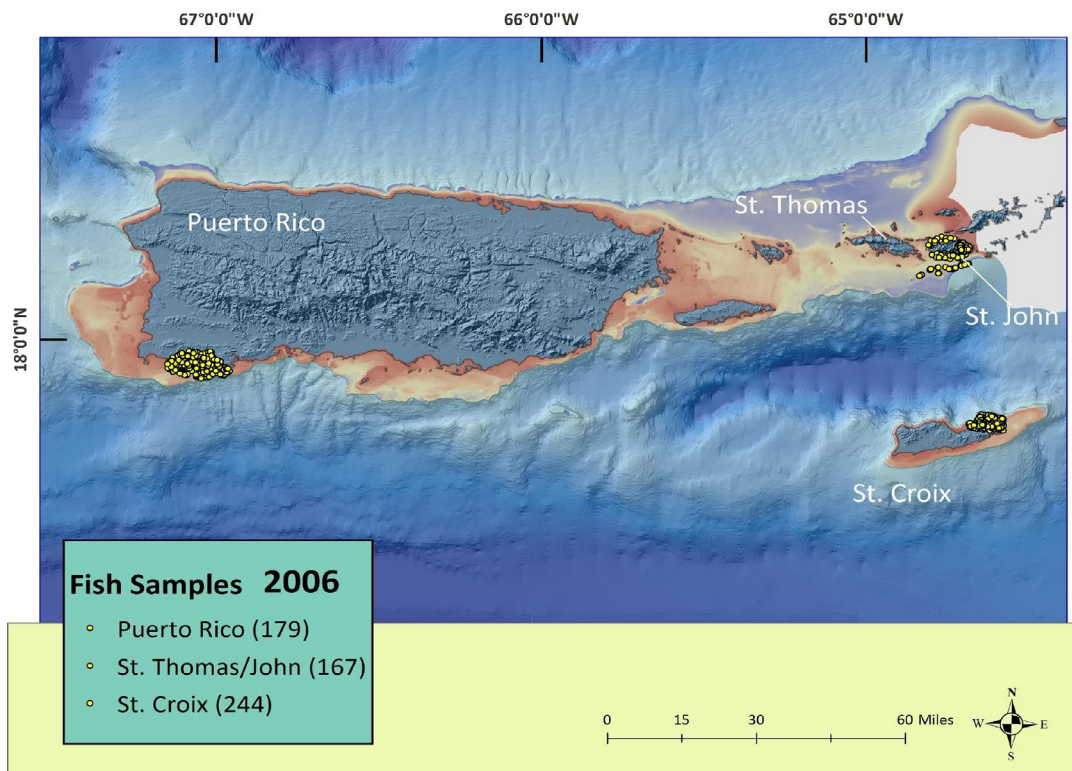 67°0'0"W 66°0'0"W 65°0'0"W
Puerto Rico
St. Thomas
St. John
18°0'0"N
St. Croix
Fish Samples 2006
Puerto Rico (179)
St. Thomas/John (167)
St. Croix (244)
0 15 30 60 Miles
N
W E
S